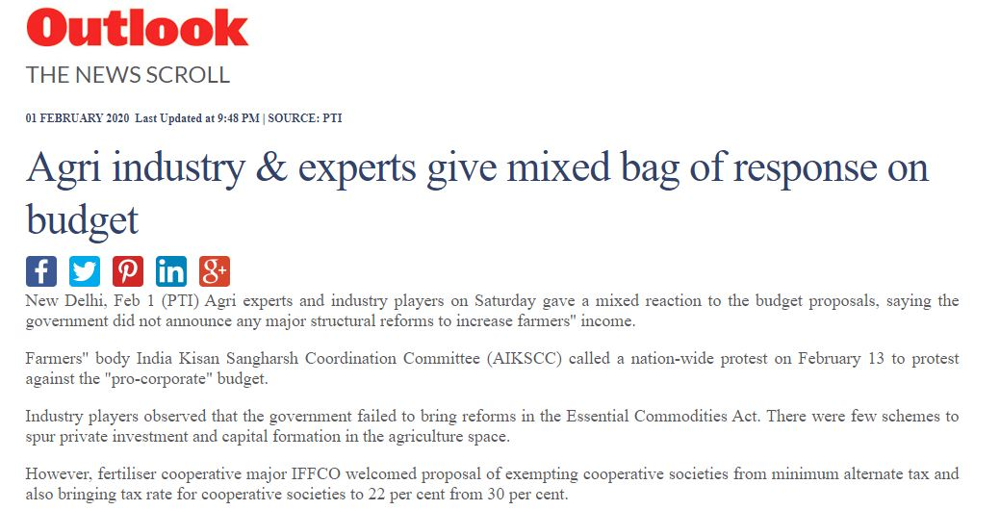 Outlook
THE NEWS SCROLL
01 FEBRUARY 2020 Last Updated at 9:48 PM | SOURCE: PTI
Agri industry & experts give mixed bag of response on
budget
New Delhi, Feb 1 (PTI) Agri experts and industry players on Saturday gave a mixed reaction to the budget proposals, saying the
government did not announce any major structural reforms to increase farmers" income.
Farmers" body India Kisan Sangharsh Coordination Committee (AIKSCC) called a nation-wide protest on February 13 to protest
against the "pro-corporate" budget.
Industry players observed that the government failed to bring reforms in the Essential Commodities Act. There were few schemes to
spur private investment and capital formation in the agriculture space.
However, fertiliser cooperative major IFFCO welcomed proposal of exempting cooperative societies from minimum alternate tax and
also bringing tax rate for cooperative societies to 22 per cent from 30 per cent.